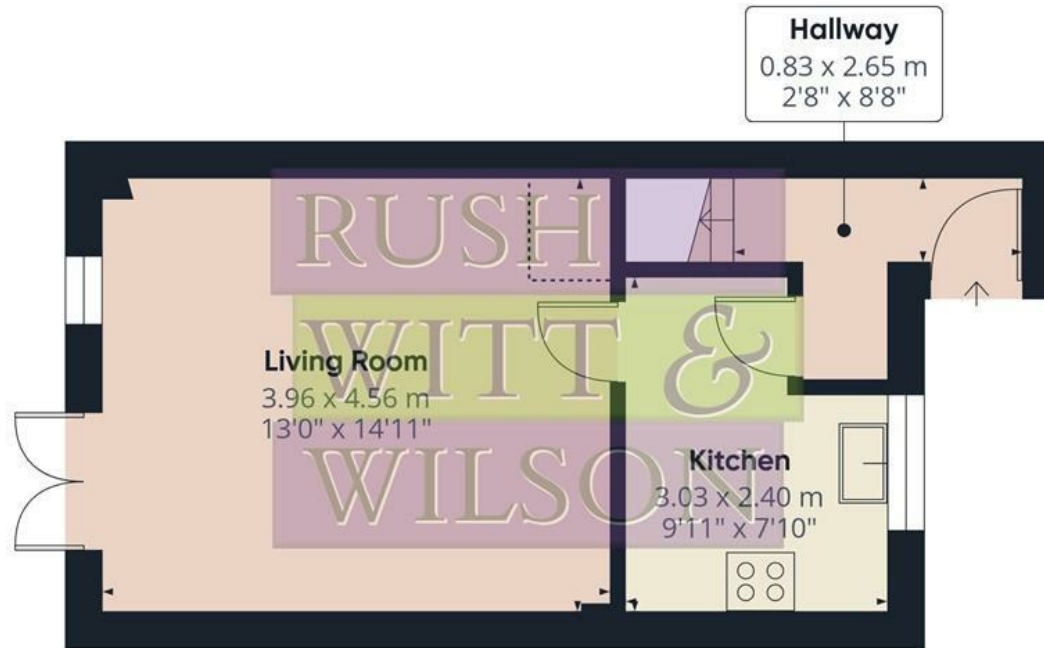 Hallway
0.83 x 2.65 m
2'8" x 8'8"
RUSH
WITT &
WILSON
Living Room
3.96 x 4.56 m
13'0" x 14'11"
Kitchen
3.03 x 2.40 m
9'11" x 7'10"